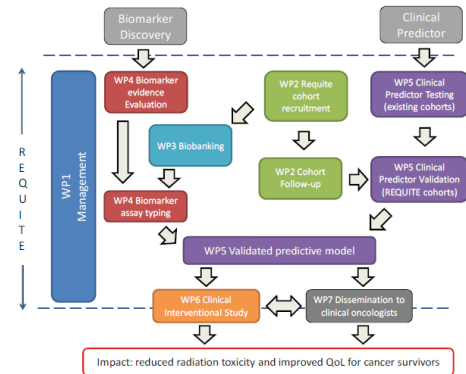 Biomarker
Discovery
Clinical
Predictor
REQUITE
WP1
Management
WP4 Biomarker
evidence
Evaluation
WP2 Requite
cohort
recruitment
WP5 Clinical
Predictor Testing
(existing cohorts)
WP3 Biobanking
WP2 Cohort
Follow-up
WP5 Clinical
Predictor Validation
(REQUITE cohorts)
WP4 Biomarker
assay typing
WP5 Validated predictive model
WP6 Clinical
Interventional Study
WP7 Dissemination to
clinical oncologists
Impact: reduced radiation toxicity and improved QoL for cancer survivors